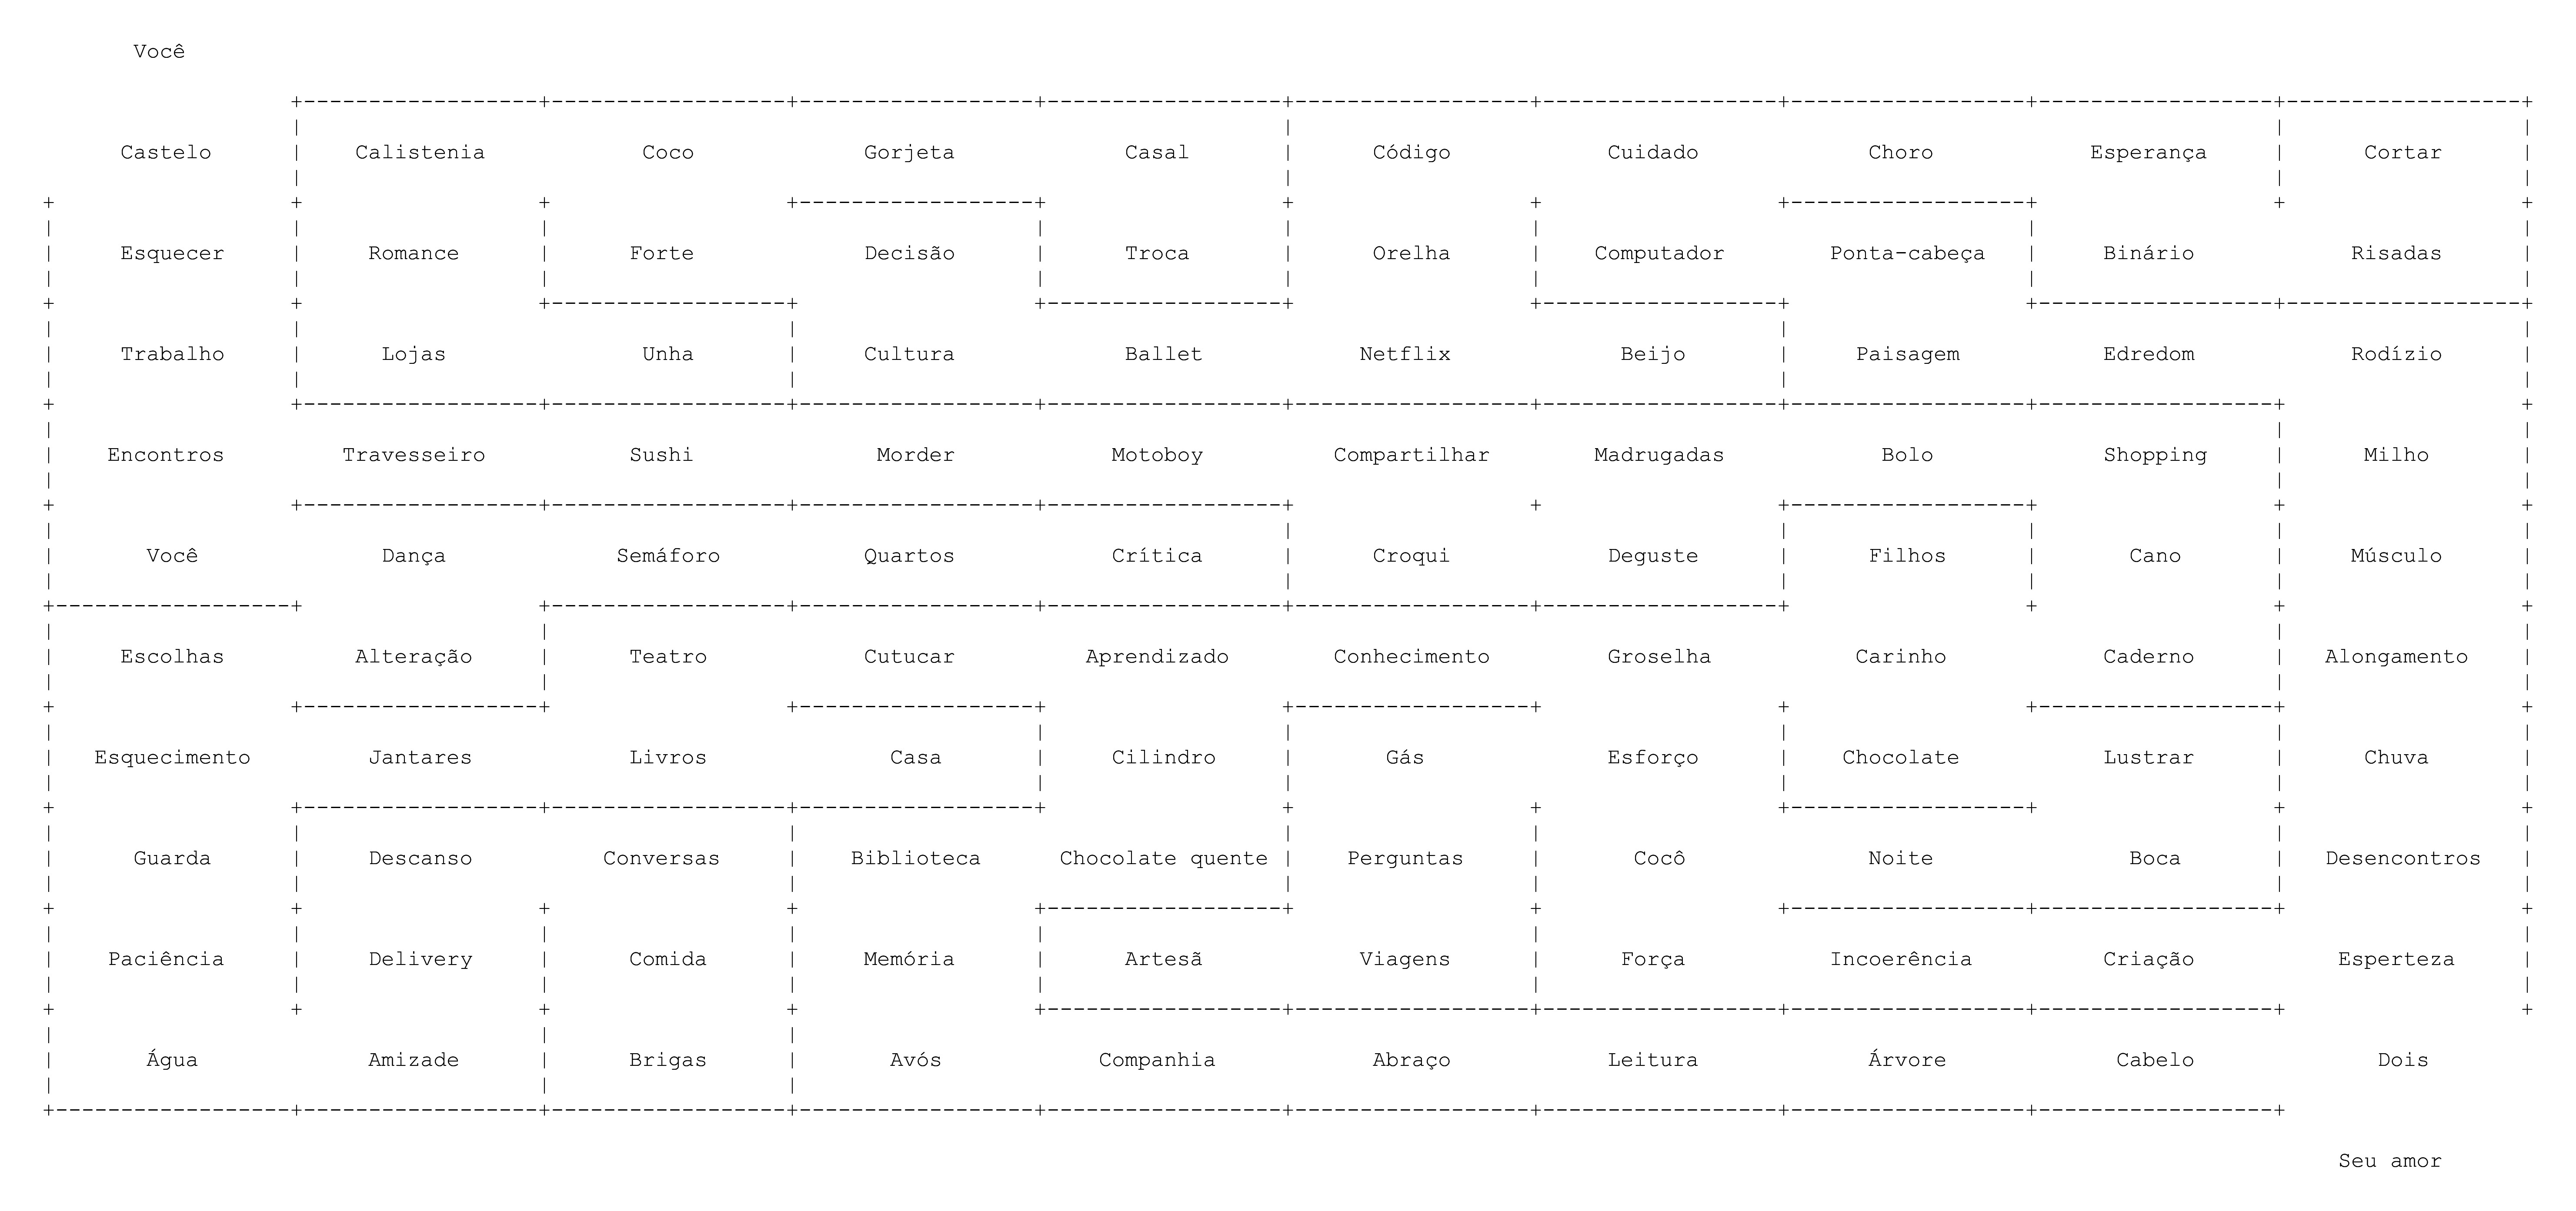 Você
Castelo Calistenia Coco Gorjeta Casal Código Cuidado Choro Esperança Cortar
Esquecer Romance Forte Decisão Troca Orelha Computador Ponta-cabeça Binário Risadas
Trabalho Lojas Unha Cultura Ballet Netflix Beijo Paisagem Edredom Rodízio
Encontros Travesseiro Sushi Morder Motoboy Compartilhar Madrugadas Bolo Shopping Milho
Você Dança Semáforo Quartos Crítica Croqui Deguste Filhos Cano Músculo
Escolhas Alteração Teatro Cutucar Aprendizado Conhecimento Groselha Carinho Caderno Alongamento
Esquecimento Jantares Livros Casa Cilindro Gás Esforço Chocolate Lustrar Chuva
Guarda Descanso Conversas Biblioteca Chocolate quente Perguntas Cocô Noite Boca Desencontros
Paciência Delivery Comida Memória Artesã Viagens Força Incoerência Criação Esperteza
Água Amizade Brigas Avós Companhia Abraço Leitura Árvore Cabelo Dois
Seu amor